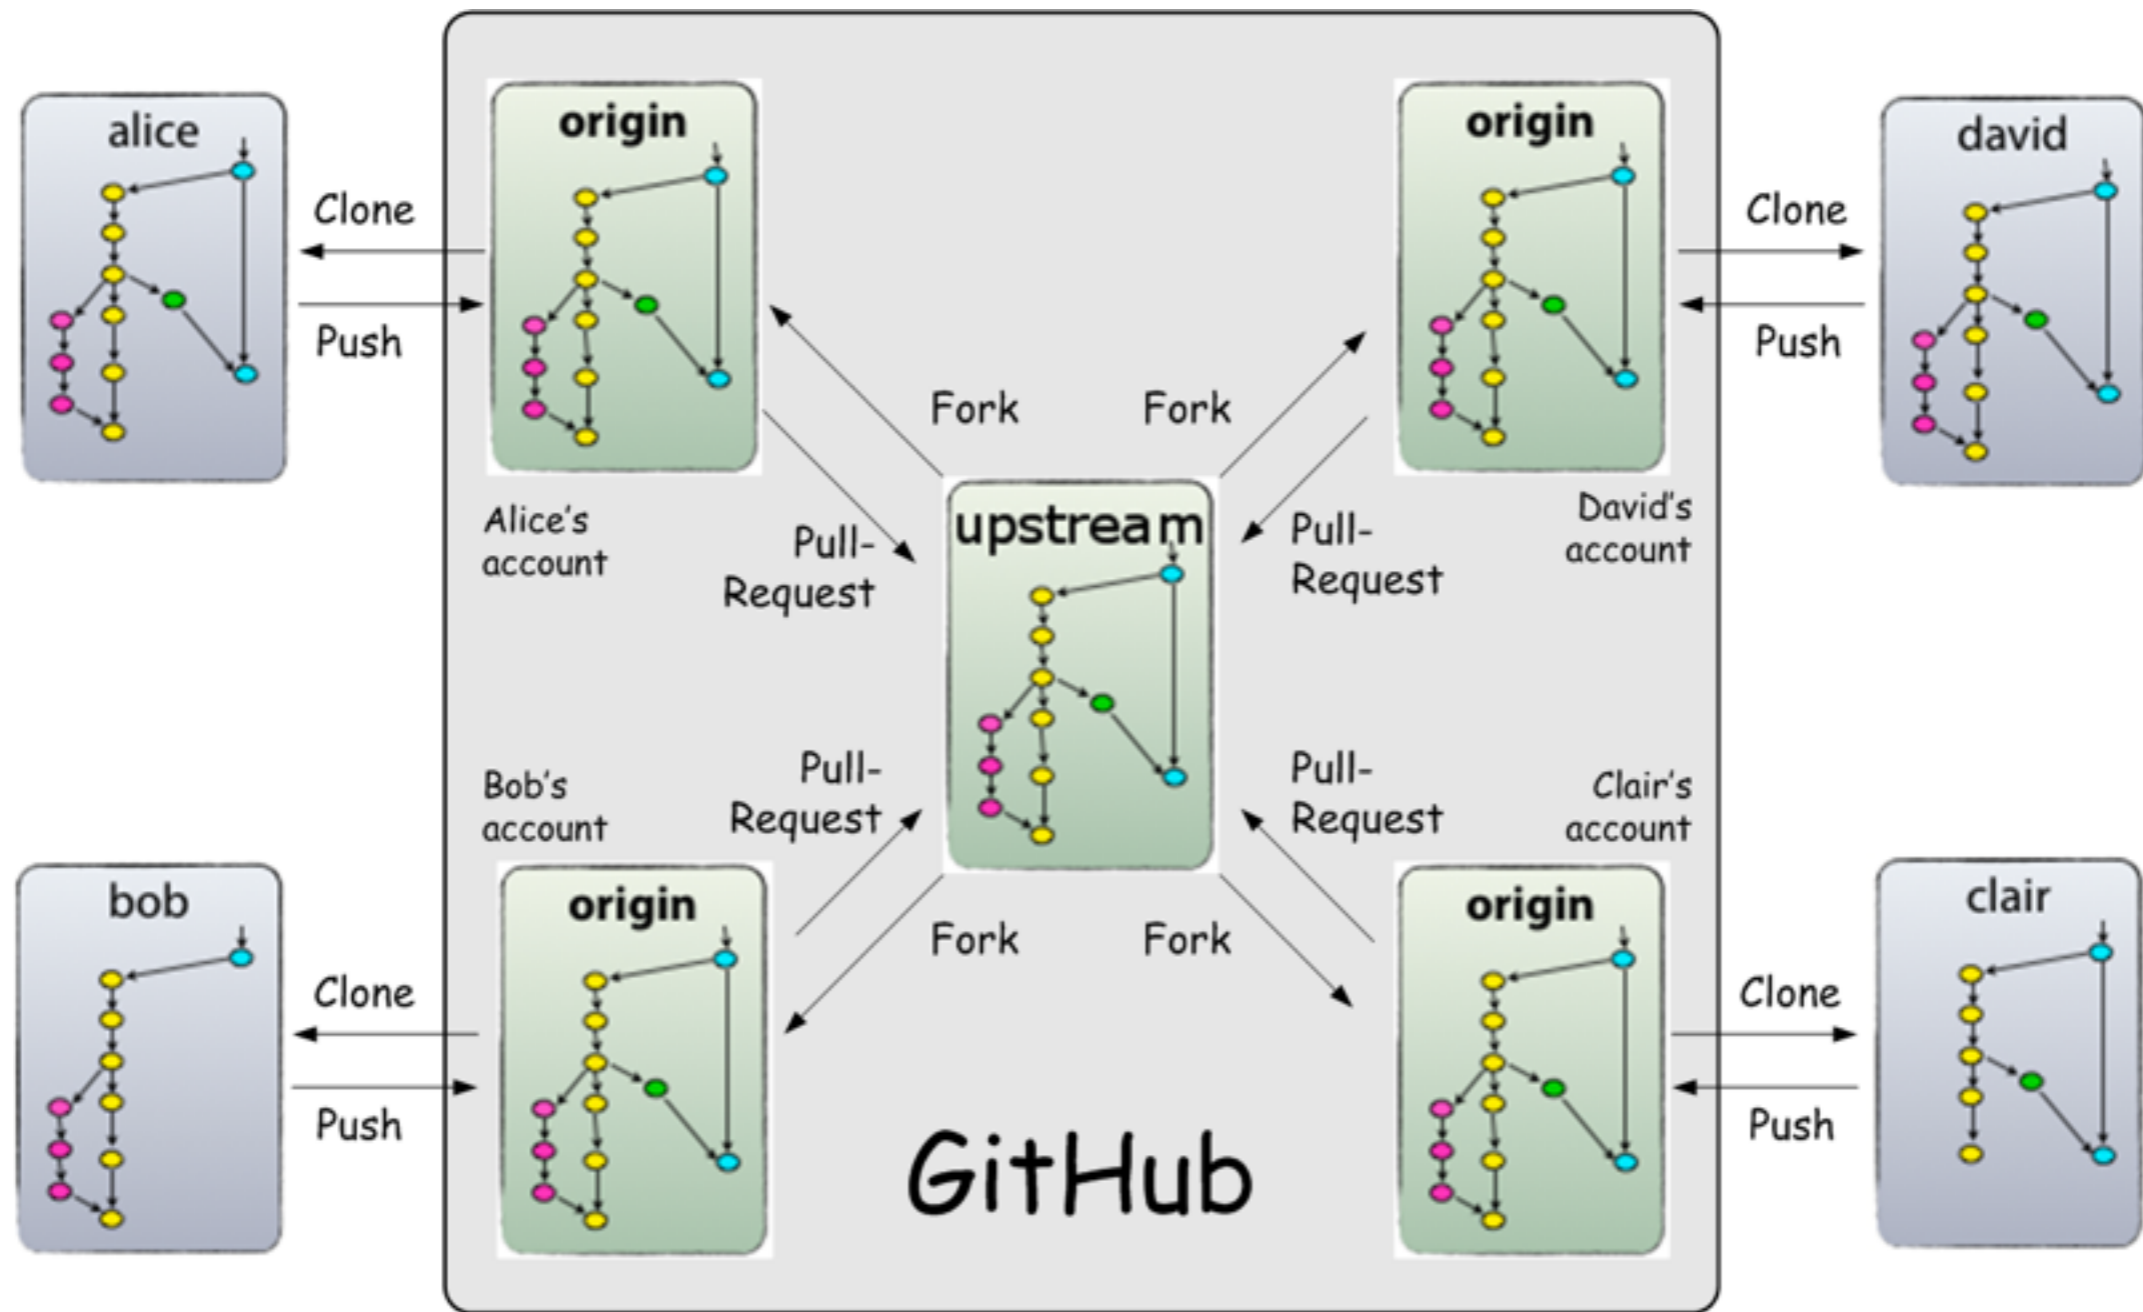 alice
origin
origin
david
Clone
Clone
Push
Push
Fork
Fork
Alice's
account
Pull-
Request
upstream
Pull-
Request
David's
account
Bob's
account
Pull-
Request
Pull-
Request
Clair's
account
bob
origin
origin
clair
Fork
Fork
Clone
Clone
Push
Push
GitHub